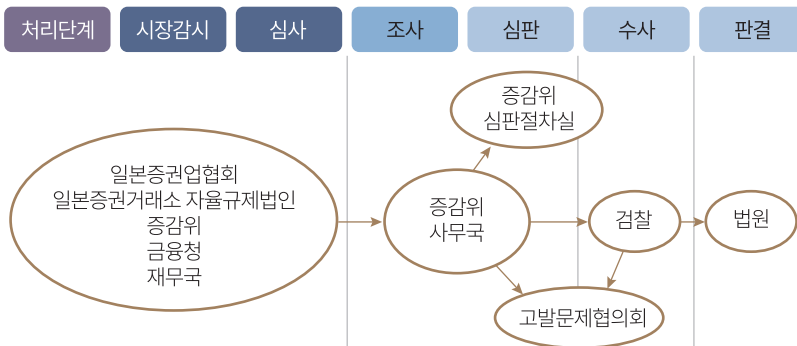 처리단계
시장감시
심사
조사
심판
수사
판결
증감위
심판절차실
일본증권업협회
일본증권거래소 자율규제법인
증감위
금융청
재무국
증감위
사무국
검찰
법원
고발문제협의회